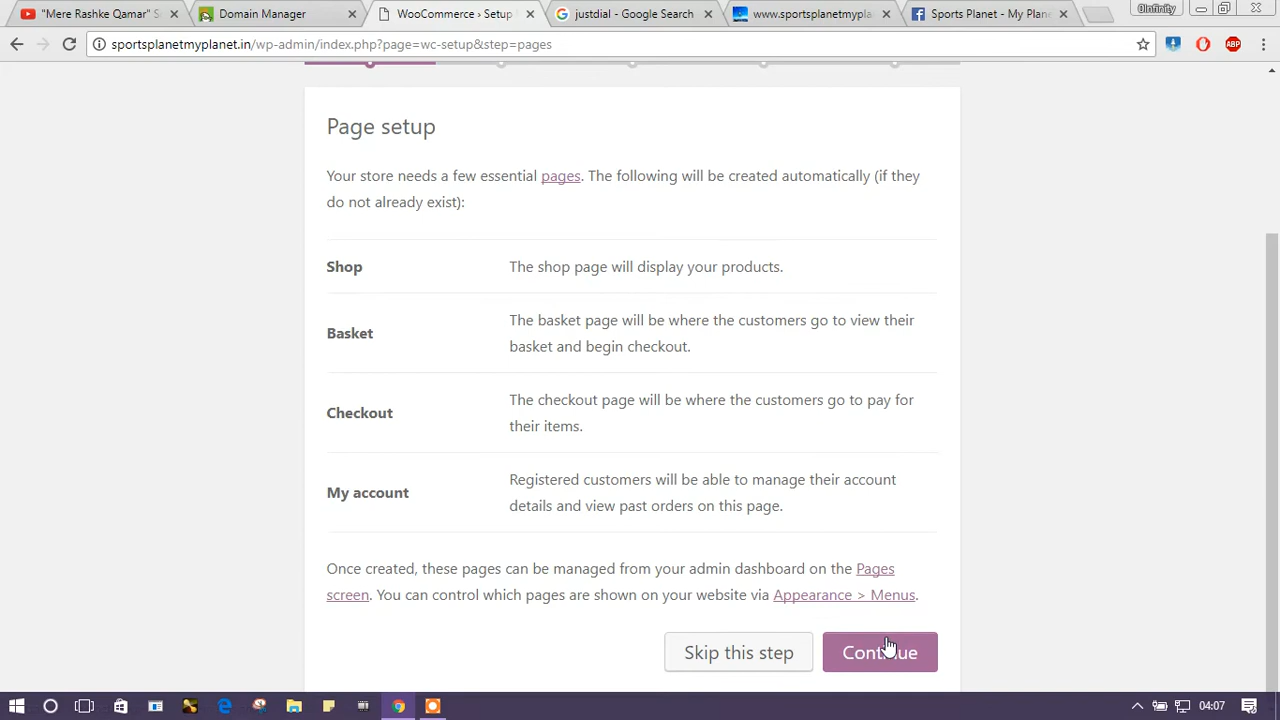 "Mere Rashke Qamar" S
Domain Manager
WooCommerce › Setup
justdial - Google Search
www.sportsplanetmypla
Sports Planet - My Plane
0Infinity
sportsplanetmyplanet.in/wp-admin/index.php?page=wc-setup&step=pages
ABP
Page setup
Your store needs a few essential pages. The following will be created automatically (if they
do not already exist):
Shop
The shop page will display your products.
Basket
The basket page will be where the customers go to view their
basket and begin checkout.
Checkout
The checkout page will be where the customers go to pay for
their items.
My account
Registered customers will be able to manage their account
details and view past orders on this page.
Once created, these pages can be managed from your admin dashboard on the Pages
screen. You can control which pages are shown on your website via Appearance > Menus.
Skip this step
Continue
04:07